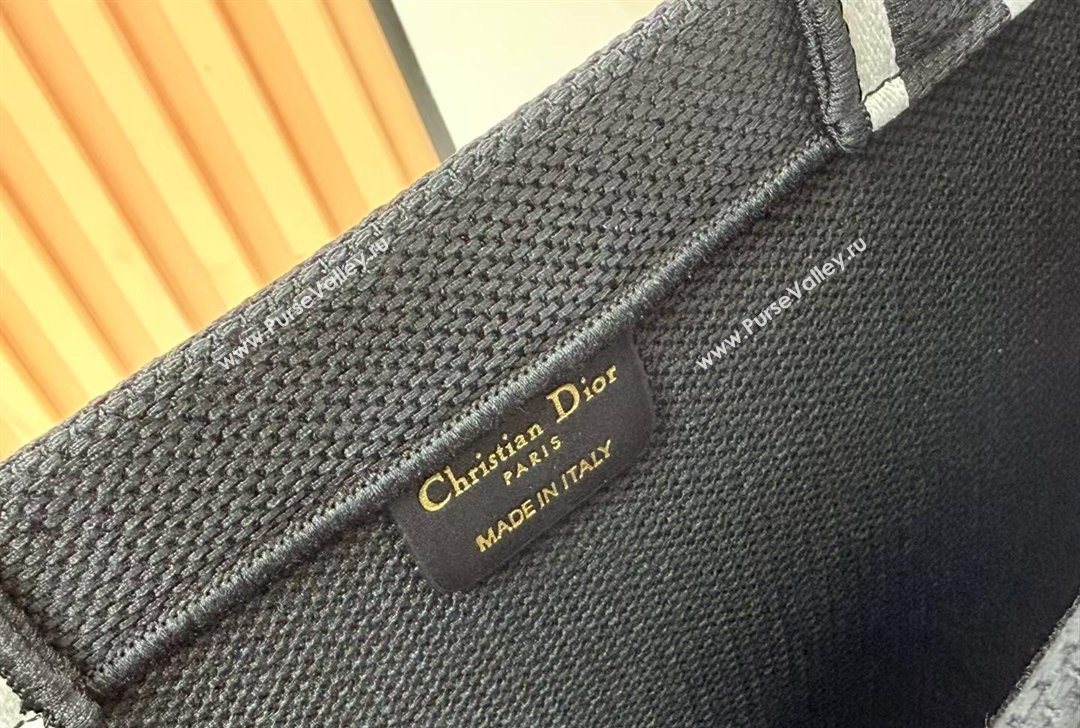 www.PurseValley.ru
www.PurseValley.ru
Christian Dior
PARIS
MADE IN ITALY